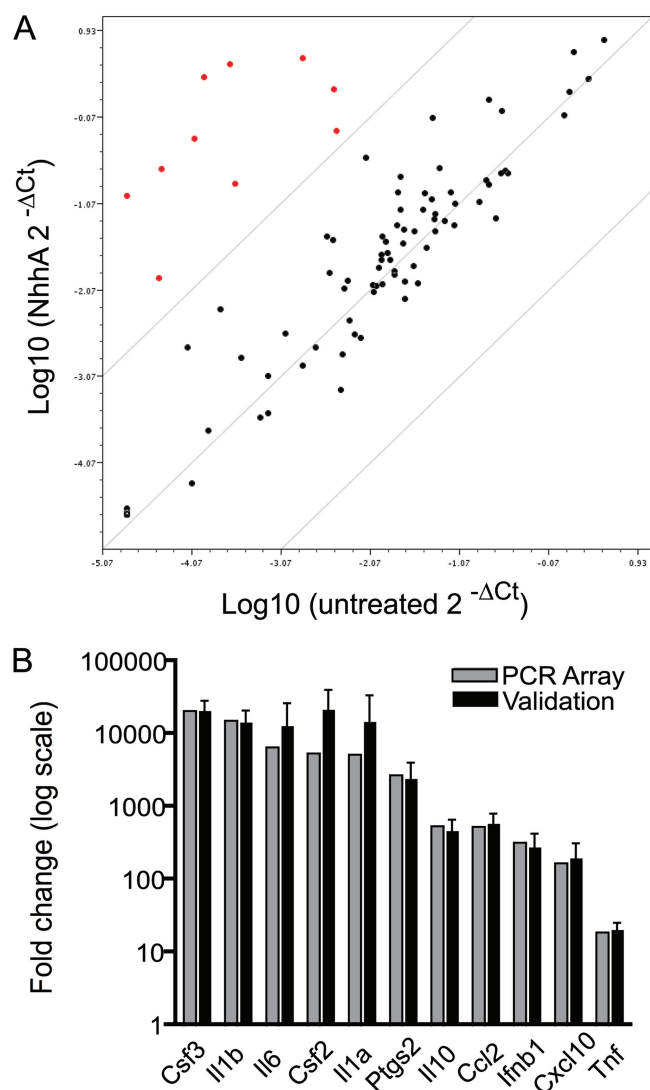 A
0.93
-0.07
-1.07
-2.07
-3.07
-4.07
Log10 (NhhA 2 -ΔCt)
-5.07 -4.07 -3.07 -2.07 -1.07 -0.07 0.93
Log10 (untreated 2 -ΔCt)
B
100000
10000
1000
100
10
1
Fold change (log scale)
PCR Array
Validation
Csf3 Il1b Il6 Csf2 Il1a Ptgs2 Il10 Ccl2 Ifnb1 Cxcl10 Tnf